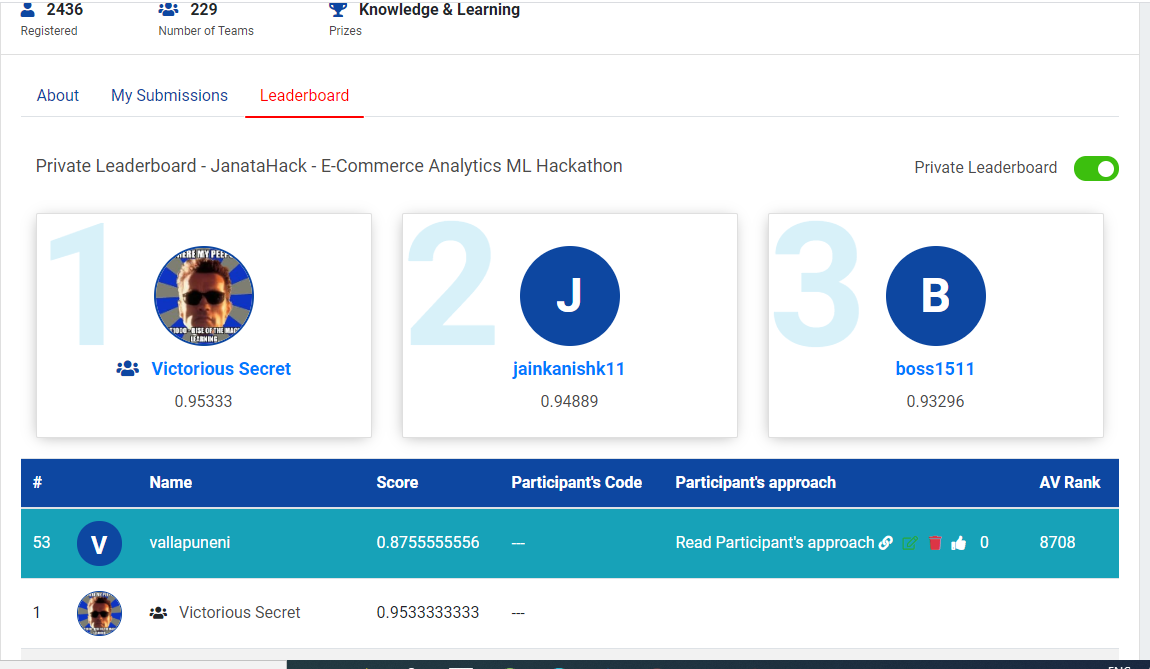 2436 229 Knowledge & Learning
Registered Number of Teams Prizes
About My Submissions Leaderboard
Private Leaderboard - JanataHack - E-Commerce Analytics ML Hackathon Private Leaderboard
1 2 3
J B
Victorious Secret jainkanishk11 boss1511
0.95333 0.94889 0.93296
# Name Score Participant's Code Participant's approach AV Rank
53 V vallapuneni 0.8755555556 --- Read Participant's approach 0 8708
1 Victorious Secret 0.9533333333 ---